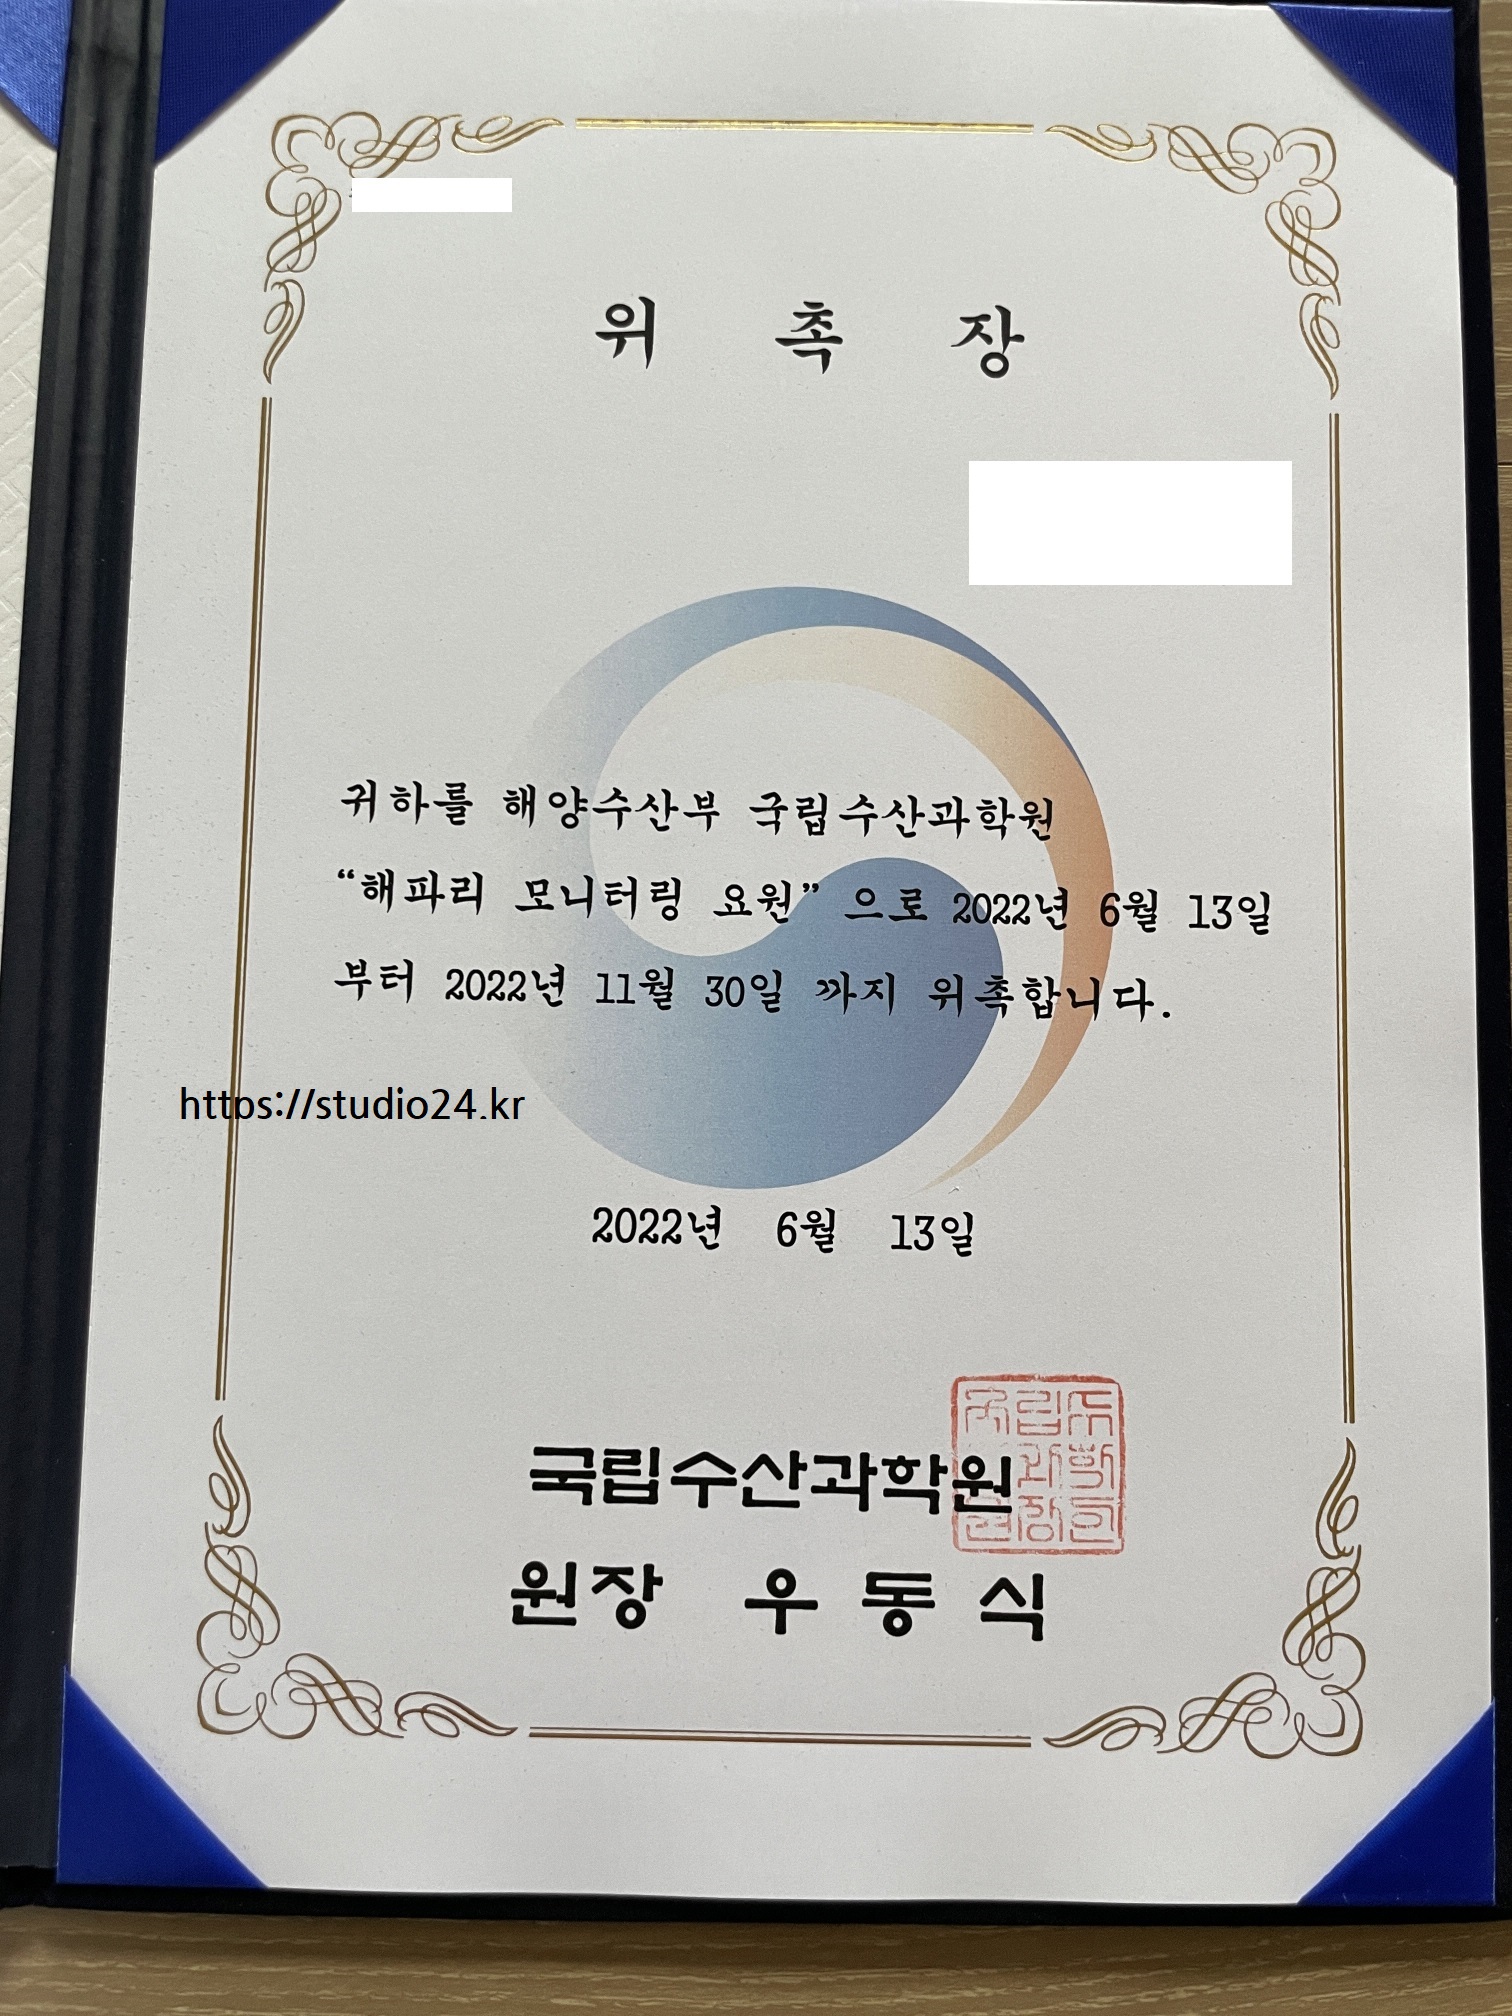 위 촉 장
귀하를 해양수산부 국립수산과학원
“해파리 모니터링 요원” 으로 2022년 6월 13일
부터 2022년 11월 30일 까지 위촉합니다.
https://studio24.kr
2022년 6월 13일
국립수산과학원
원장 우 동 식